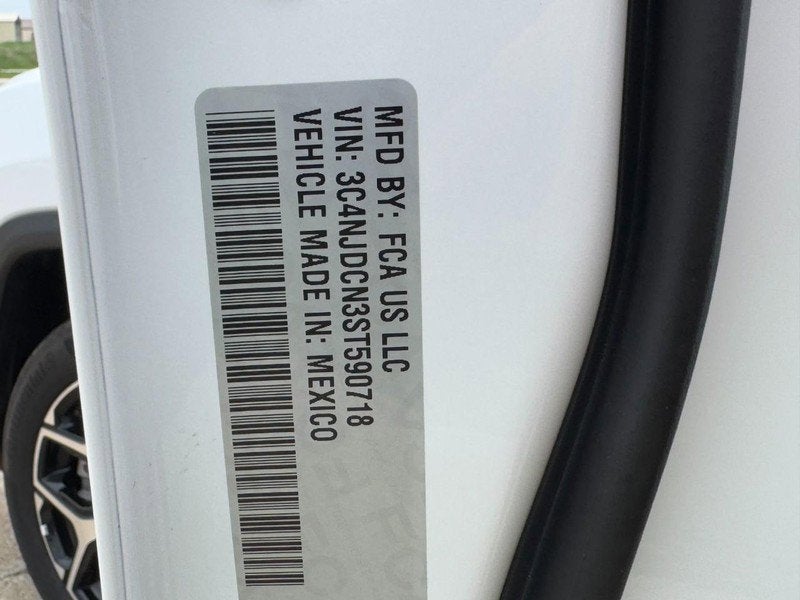 MFD BY: FCA US LLC
VIN: 3C4NJDCN3ST590718
VEHICLE MADE IN: MEXICO